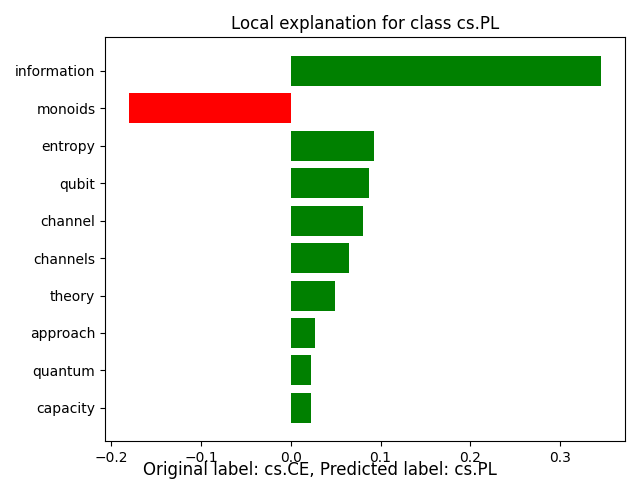 Local explanation for class cs.PL
information
monoids
entropy
qubit
channel
channels
theory
approach
quantum
capacity
−0.2 −0.1 0.0 0.1 0.2 0.3
Original label: cs.CE, Predicted label: cs.PL